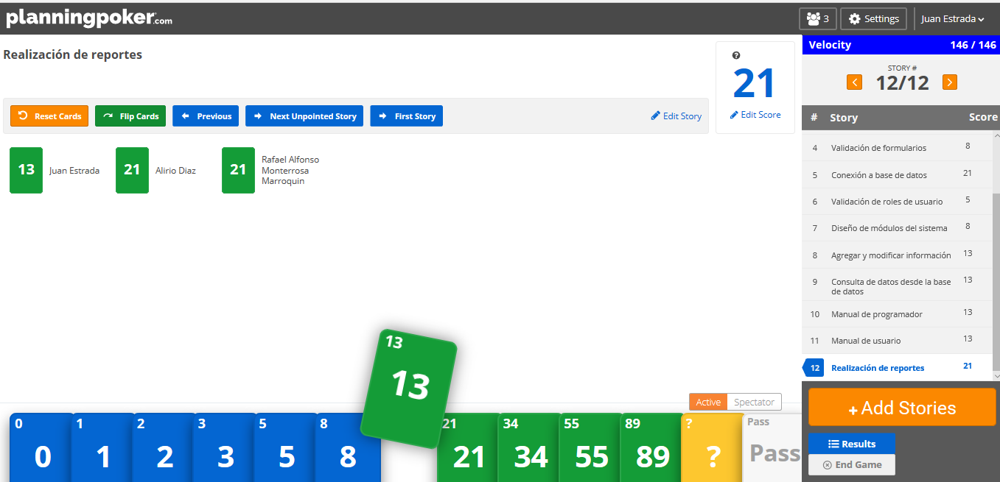 planningpoker.com
3
Settings
Juan Estrada
Realización de reportes
?
21
Edit Score
Reset Cards
Flip Cards
Previous
Next Unpointed Story
First Story
Edit Story
13
Juan Estrada
21
Alirio Diaz
21
Rafael Alfonso
Monterrosa
Marroquin
Velocity 146 / 146
STORY #
12/12
# Story Score
4 Validación de formularios 8
5 Conexión a base de datos 21
6 Validación de roles de usuario 5
7 Diseño de módulos del sistema 8
8 Agregar y modificar información 13
9 Consulta de datos desde la base 13
de datos
10 Manual de programador 13
11 Manual de usuario 13
12 Realización de reportes 21
+ Add Stories
Results
End Game
Active Spectator
0
0
1
1
2
2
3
3
5
5
8
8
13
13
21
21
34
34
55
55
89
89
?
?
Pass
Pass